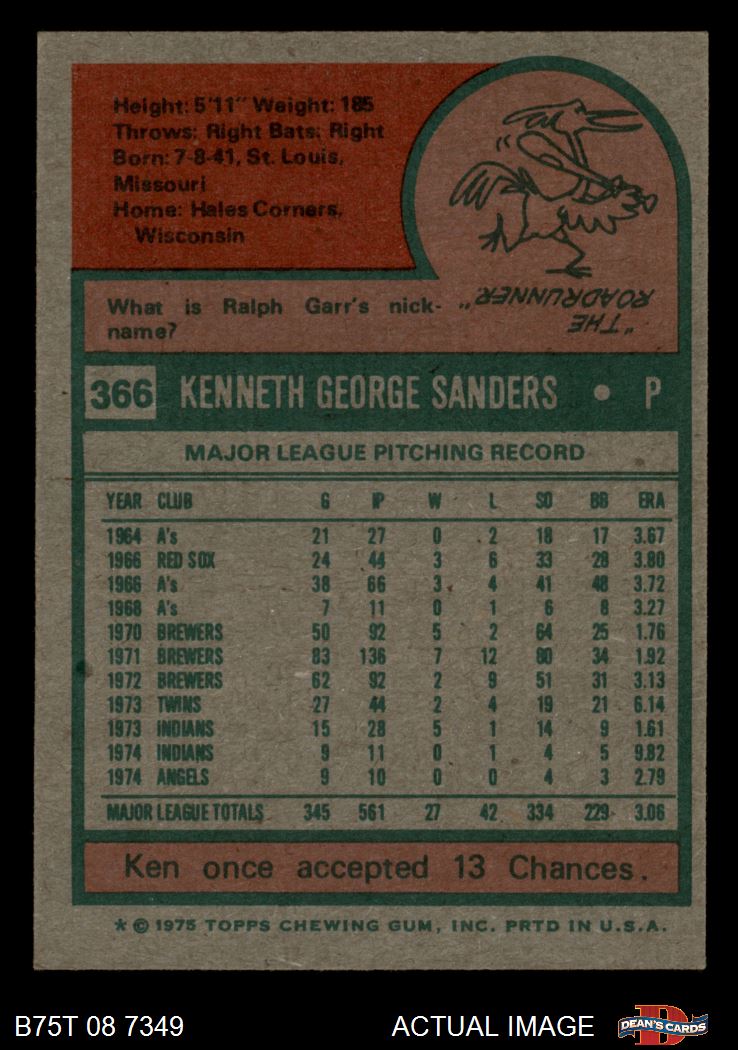 Height: 5'11" Weight: 185
Throws: Right Bats: Right
Born: 7-8-41, St. Louis,
Missouri
Home: Hales Corners,
Wisconsin
What is Ralph Garr's nick-
name?
"THE
ROADRUNNER"
366 KENNETH GEORGE SANDERS • P
MAJOR LEAGUE PITCHING RECORD
YEAR CLUB G IP W L SO BB ERA
1964 A's 21 27 0 2 18 17 3.67
1966 RED SOX 24 44 3 6 33 28 3.80
1966 A's 38 66 3 4 41 48 3.72
1968 A's 7 11 0 1 6 8 3.27
1970 BREWERS 50 92 5 2 64 25 1.76
1971 BREWERS 83 136 7 12 80 34 1.92
1972 BREWERS 62 92 2 9 51 31 3.13
1973 TWINS 27 44 2 4 19 21 6.14
1973 INDIANS 15 28 5 1 14 9 1.61
1974 INDIANS 9 11 0 1 4 5 9.82
1974 ANGELS 9 10 0 0 4 3 2.79
MAJOR LEAGUE TOTALS 345 561 27 42 334 229 3.06
Ken once accepted 13 Chances.
* © 1975 TOPPS CHEWING GUM, INC. PRTD IN U.S.A.
B75T 08 7349 ACTUAL IMAGE
D
DEAN'S CARDS